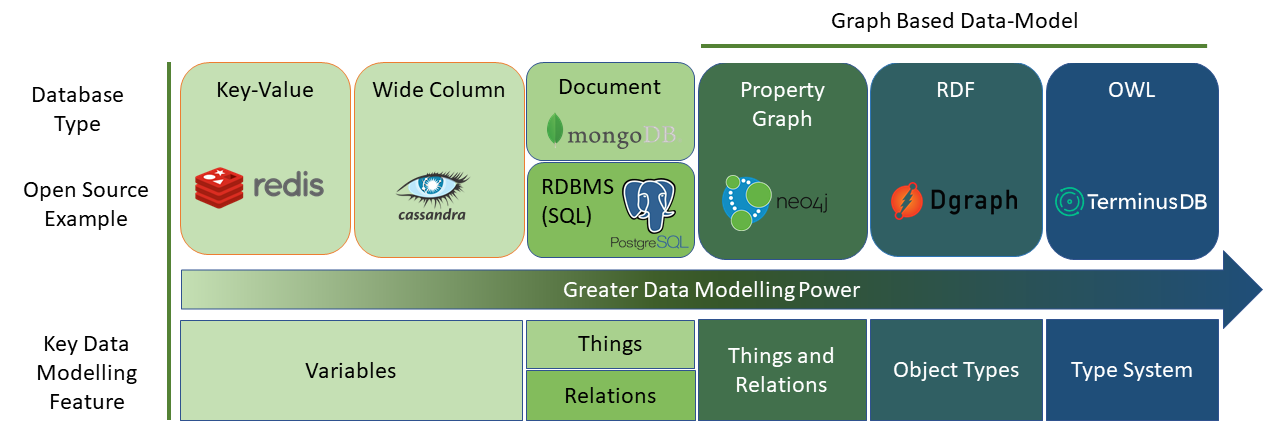 Graph Based Data-Model
Database
Type
Key-Value
Wide Column
Document
mongoDB
Property
Graph
RDF
OWL
Open Source
Example
redis
cassandra
RDBMS
(SQL)
PostgreSQL
neo4j
Dgraph
TerminusDB
Greater Data Modelling Power
Key Data
Modelling
Feature
Variables
Things
Relations
Things and
Relations
Object Types
Type System